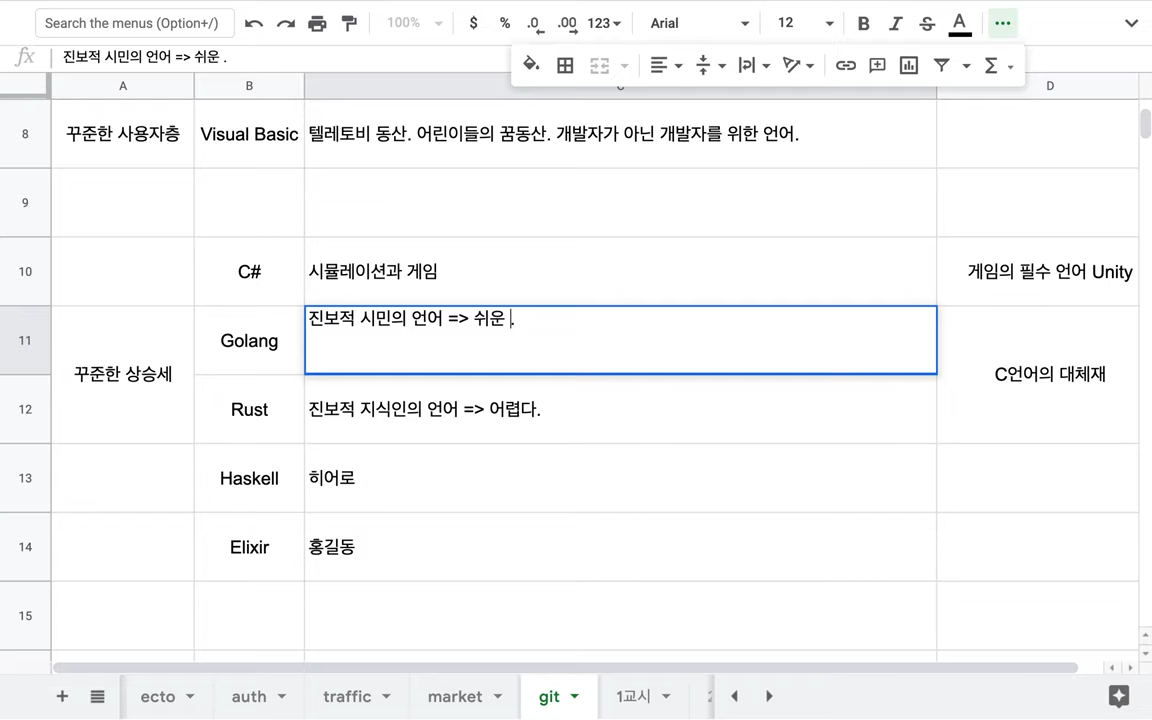 Search the menus (Option+/)
100%
$ % .0 .00 123
Arial
12
B I S A
fx
진보적 시민의 언어 => 쉬운 .
A B C D
8 꾸준한 사용자층 Visual Basic 텔레토비 동산. 어린이들의 꿈동산. 개발자가 아닌 개발자를 위한 언어.
9
10 C# 시뮬레이션과 게임 게임의 필수 언어 Unity
11 Golang 진보적 시민의 언어 => 쉬운 .
꾸준한 상승세 C언어의 대체재
12 Rust 진보적 지식인의 언어 => 어렵다.
13 Haskell 히어로
14 Elixir 홍길동
15
ecto auth traffic market git 1교시